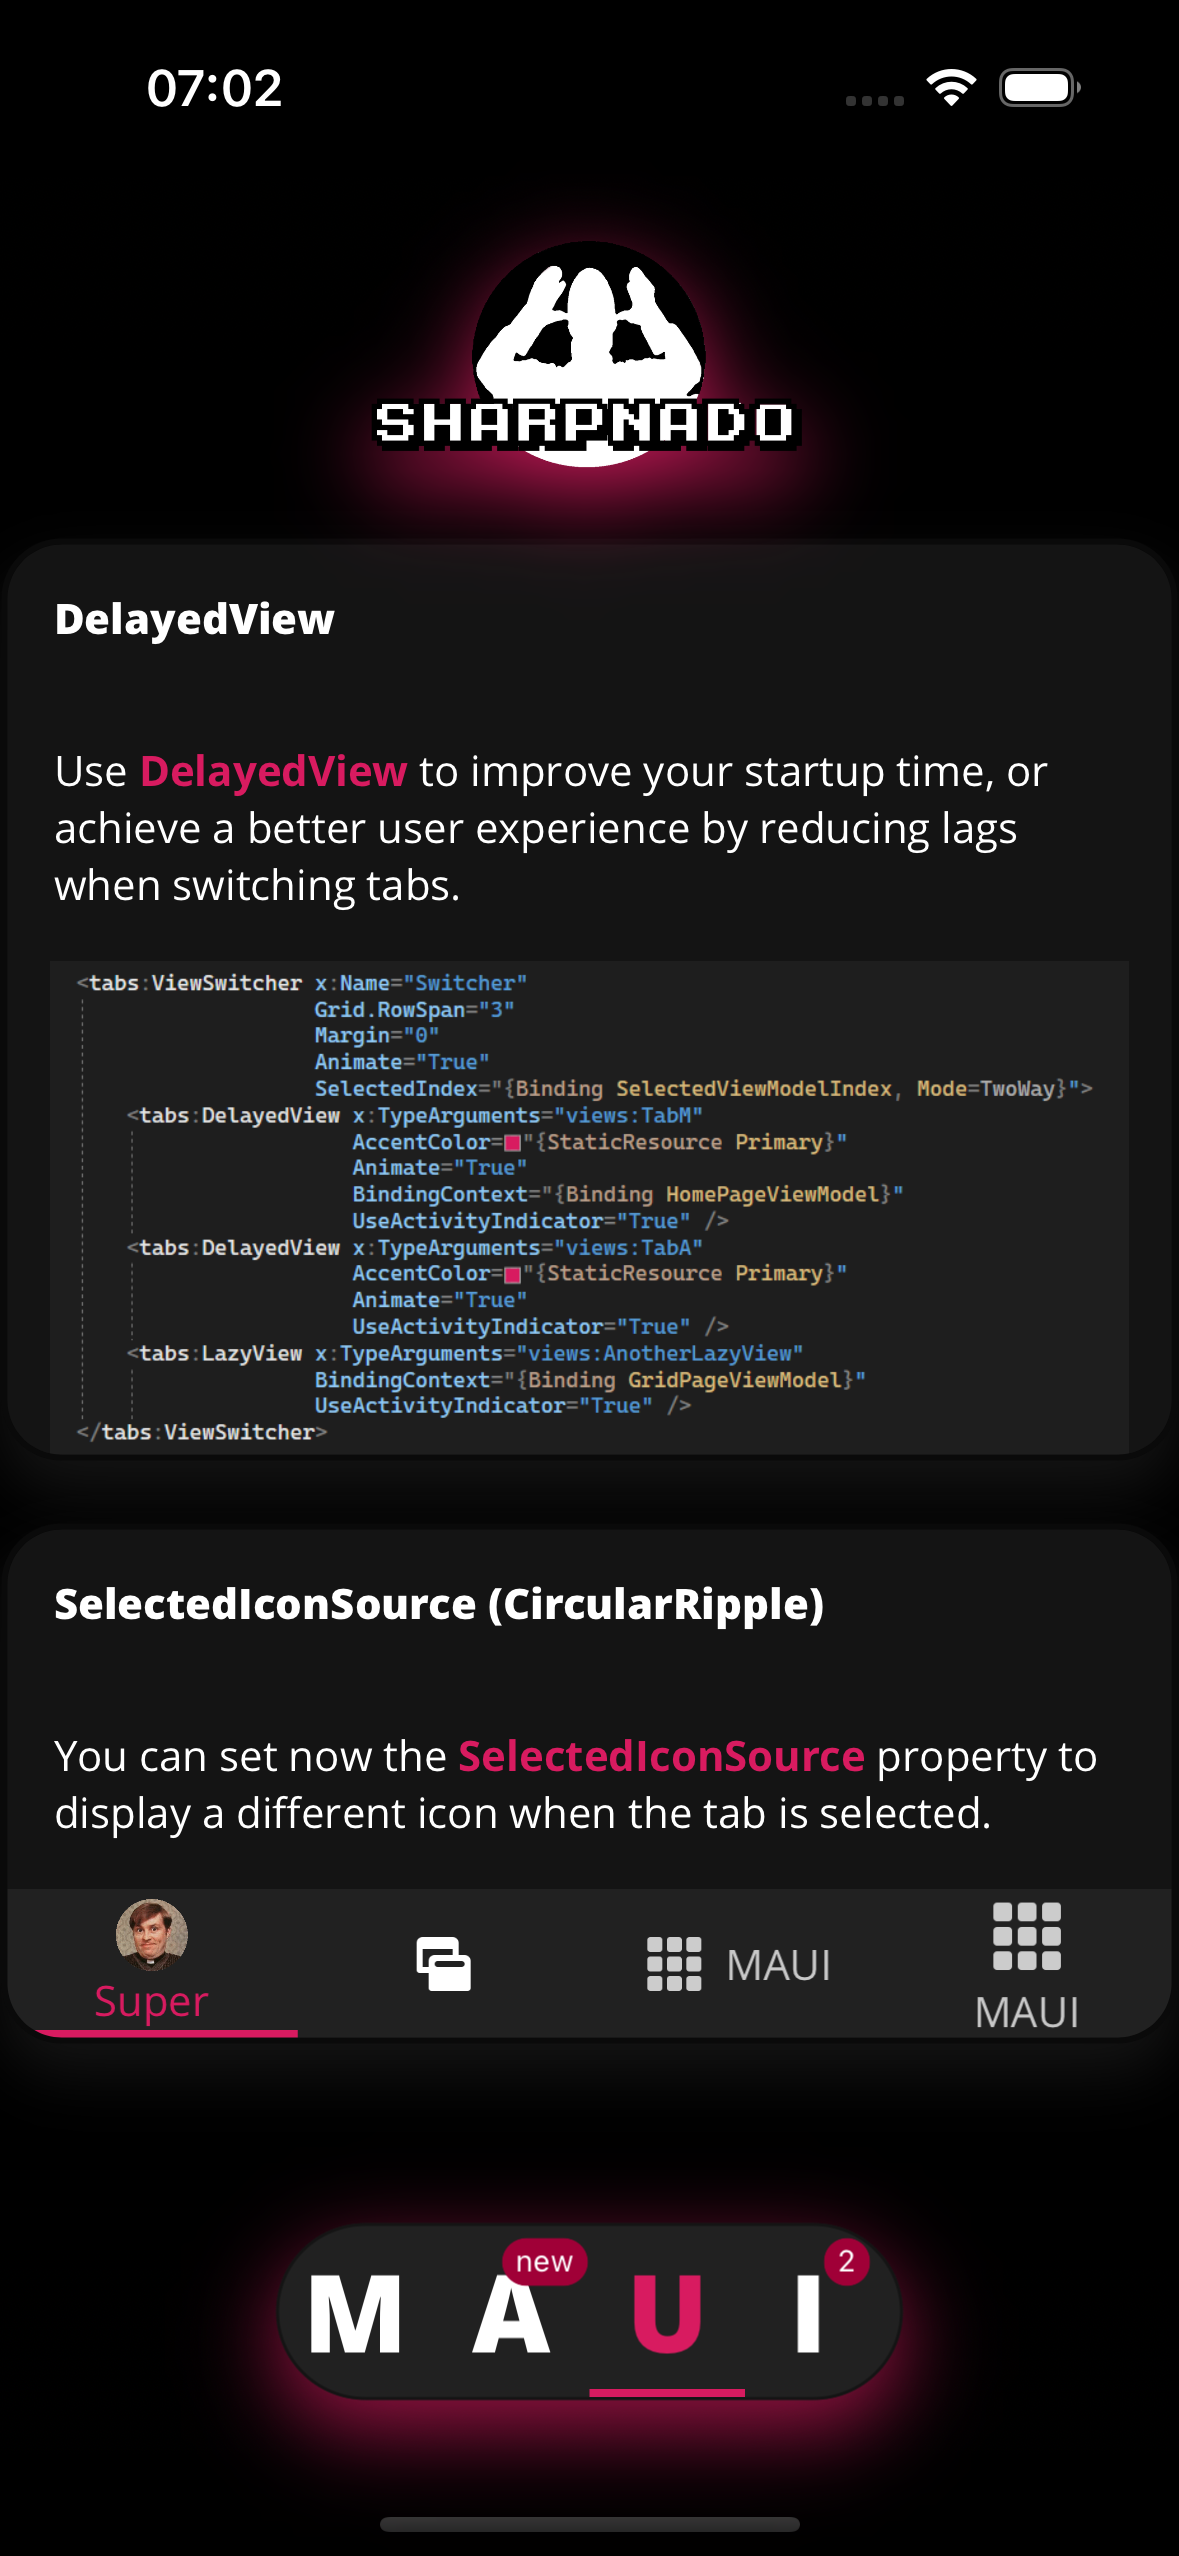 07:02
SHARPNADO
DelayedView
Use DelayedView to improve your startup time, or
achieve a better user experience by reducing lags
when switching tabs.
<tabs:ViewSwitcher x:Name="Switcher"
Grid.RowSpan="3"
Margin="0"
Animate="True"
SelectedIndex="{Binding SelectedViewModelIndex, Mode=TwoWay}">
<tabs:DelayedView x:TypeArguments="views:TabM"
AccentColor="{StaticResource Primary}"
Animate="True"
BindingContext="{Binding HomePageViewModel}"
UseActivityIndicator="True" />
<tabs:DelayedView x:TypeArguments="views:TabA"
AccentColor="{StaticResource Primary}"
Animate="True"
UseActivityIndicator="True" />
<tabs:LazyView x:TypeArguments="views:AnotherLazyView"
BindingContext="{Binding GridPageViewModel}"
UseActivityIndicator="True" />
</tabs:ViewSwitcher>
SelectedIconSource (CircularRipple)
You can set now the SelectedIconSource property to
display a different icon when the tab is selected.
Super
MAUI
MAUI
new
2
M A U I